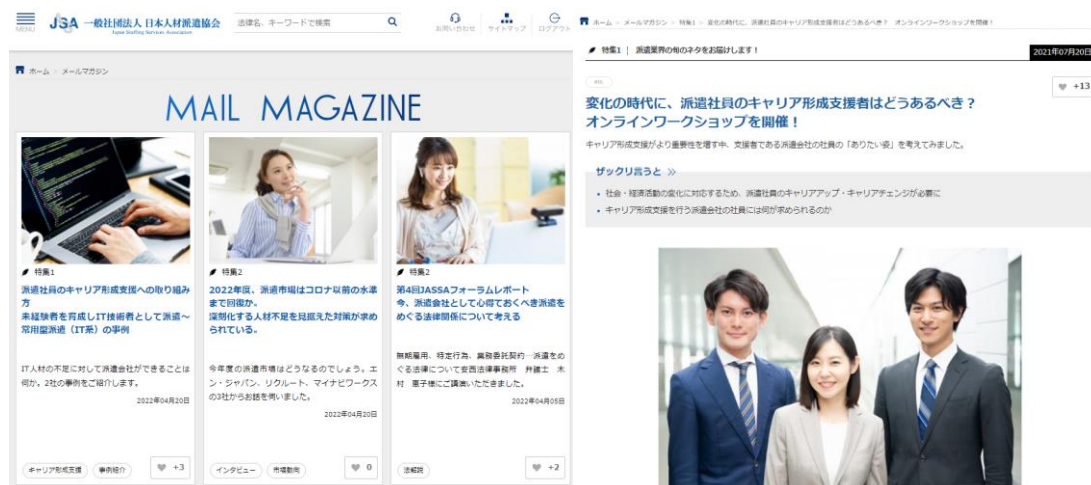 MENU
JSA 一般社団法人 日本人材派遣協会
Japan Staffing Services Association
法律名、キーワードで検索
お問い合わせ
サイトマップ
ログアウト
ホーム > メールマガジン
MAIL MAGAZINE
特集1
派遣社員のキャリア形成支援への取り組み
方
未経験者を育成しIT技術者として派遣～
常用型派遣（IT系）の事例
IT人材の不足に対して派遣会社ができることは
何か。2社の事例をご紹介します。
2022年04月20日
キャリア形成支援
事例紹介
+3
特集2
2022年度、派遣市場はコロナ以前の水準
まで回復か。
深刻化する人材不足を見据えた対策が求め
られている。
今年度の派遣市場はどうなるのでしょう。エ
ン・ジャパン、リクルート、マイナビワークス
の3社からお話を伺いました。
2022年04月20日
インタビュー
市場動向
0
特集2
第4回JASSAフォーラムレポート
今、派遣会社として心得ておくべき派遣を
めぐる法律関係について考える
無期雇用、特定行為、業務委託契約…派遣をめ
ぐる法律について安西法律事務所 弁護士 木
村 恵子様にご講演いただきました。
2022年04月05日
法解説
+2
ホーム > メールマガジン > 特集1 > 変化の時代に、派遣社員のキャリア形成支援者はどうあるべき？ オンラインワークショップを開催！
特集1 | 派遣業界の旬のネタをお届けします！
2021年07月20日
+13
変化の時代に、派遣社員のキャリア形成支援者はどうあるべき？
オンラインワークショップを開催！
キャリア形成支援がより重要性を増す中、支援者である派遣会社の社員の「ありたい姿」を考えてみました。
ザックリ言うと
・ 社会・経済活動の変化に対応するため、派遣社員のキャリアアップ・キャリアチェンジが必要に
・ キャリア形成支援を行う派遣会社の社員には何が求められるのか